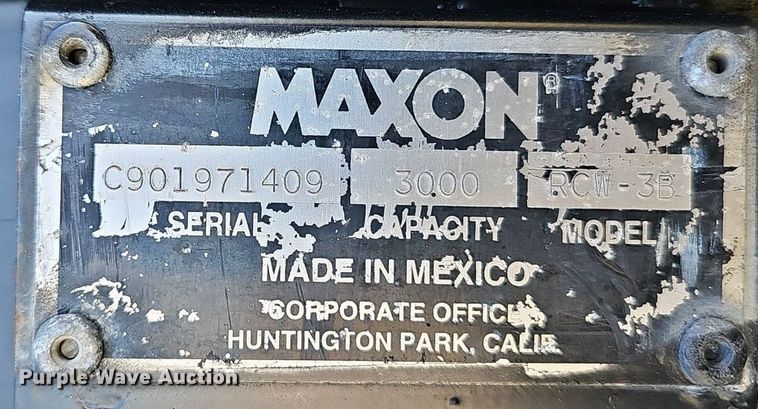 MAXON®
C901971409 3000 RCW-3B
SERIAL CAPACITY MODEL
MADE IN MEXICO
CORPORATE OFFICE
HUNTINGTON PARK, CALIF.
Purple Wave Auction